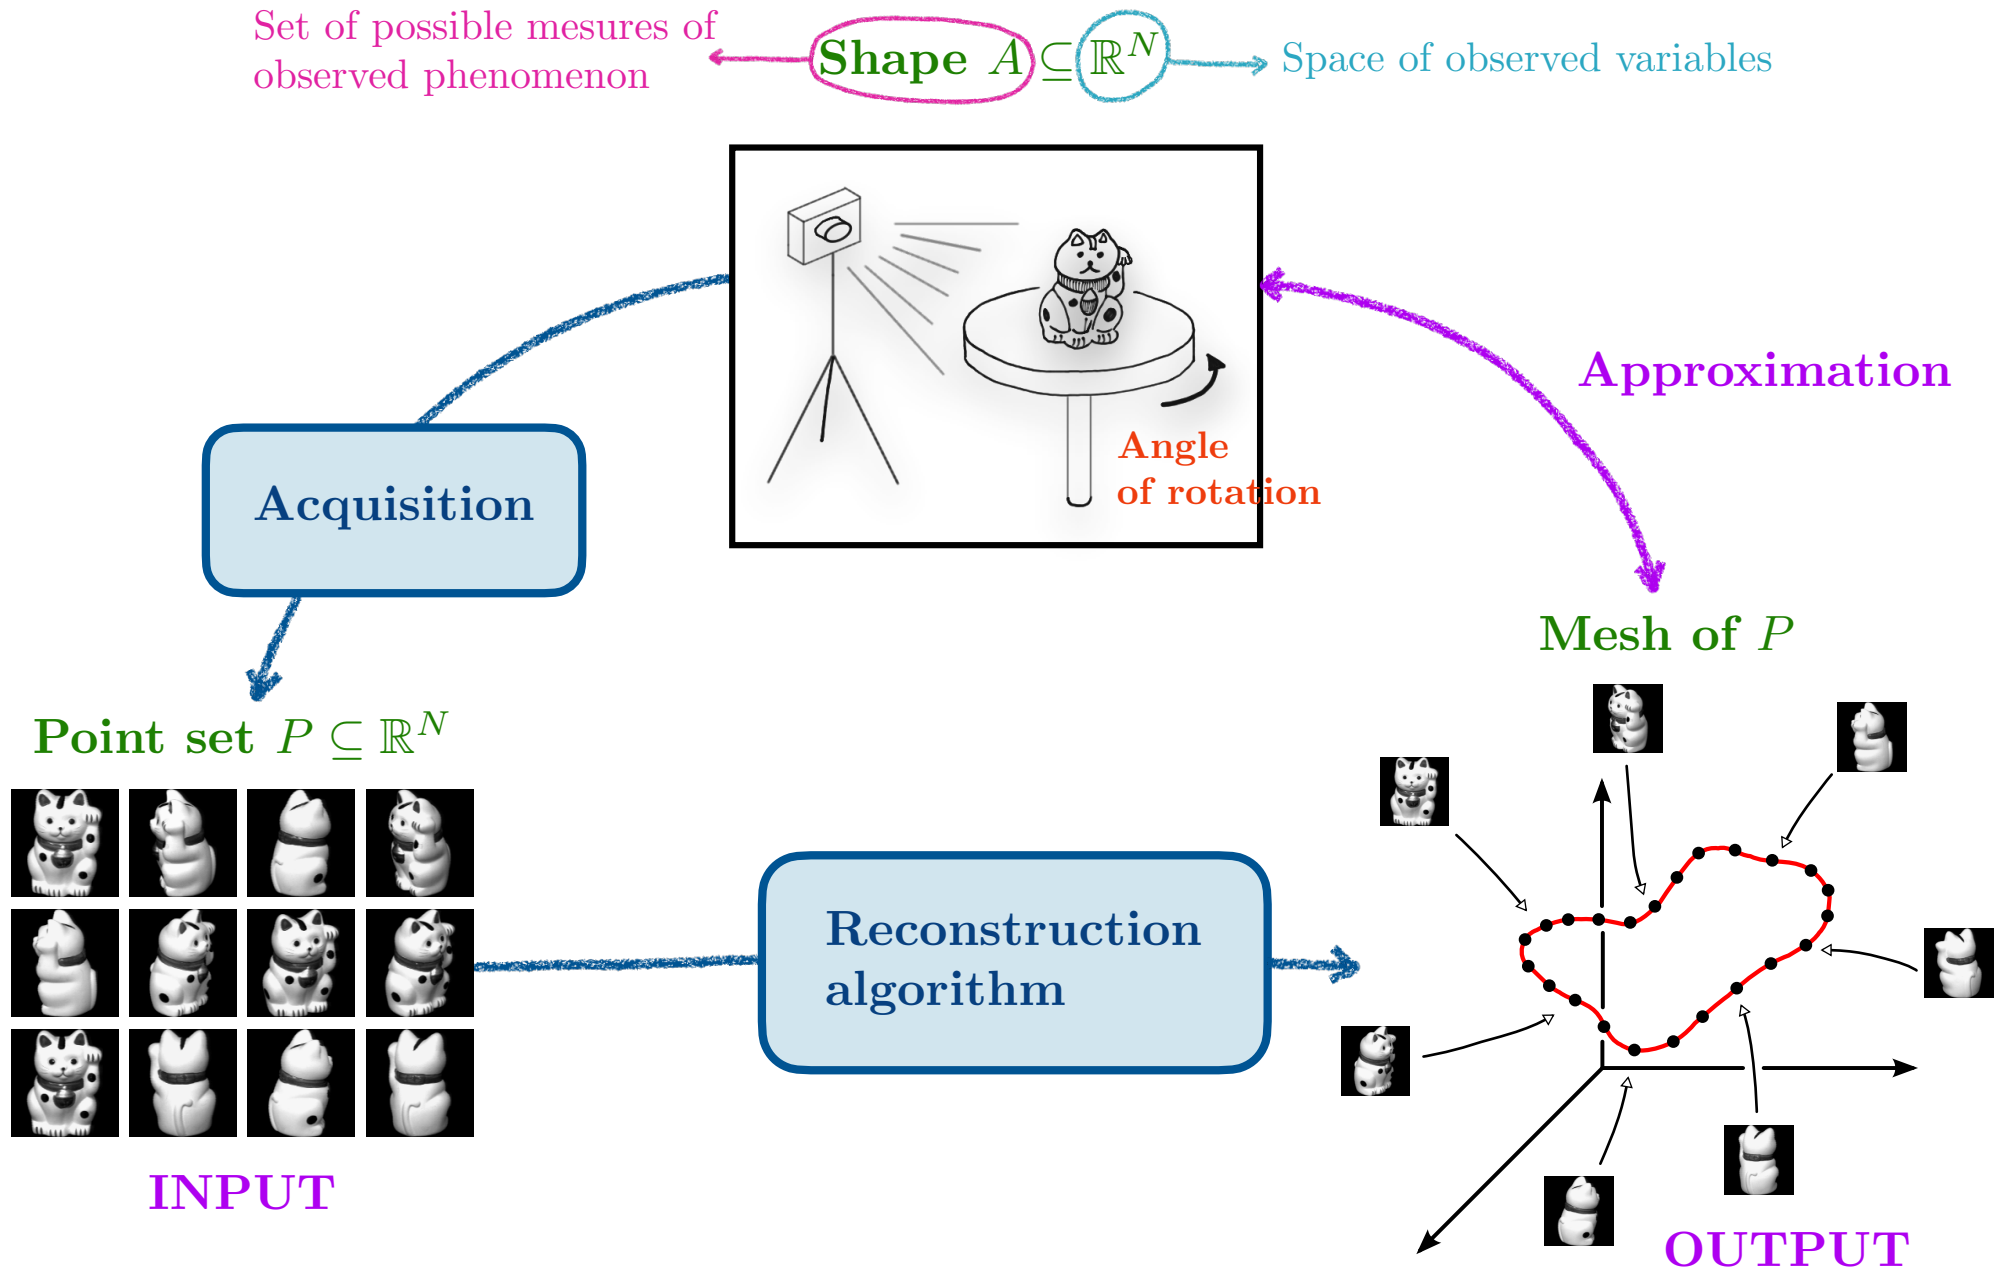 Set of possible mesures of
observed phenomenon
Shape A ⊆ ℝ^N
Space of observed variables
Angle
of rotation
Approximation
Acquisition
Mesh of P
Point set P ⊆ ℝ^N
Reconstruction
algorithm
INPUT
OUTPUT